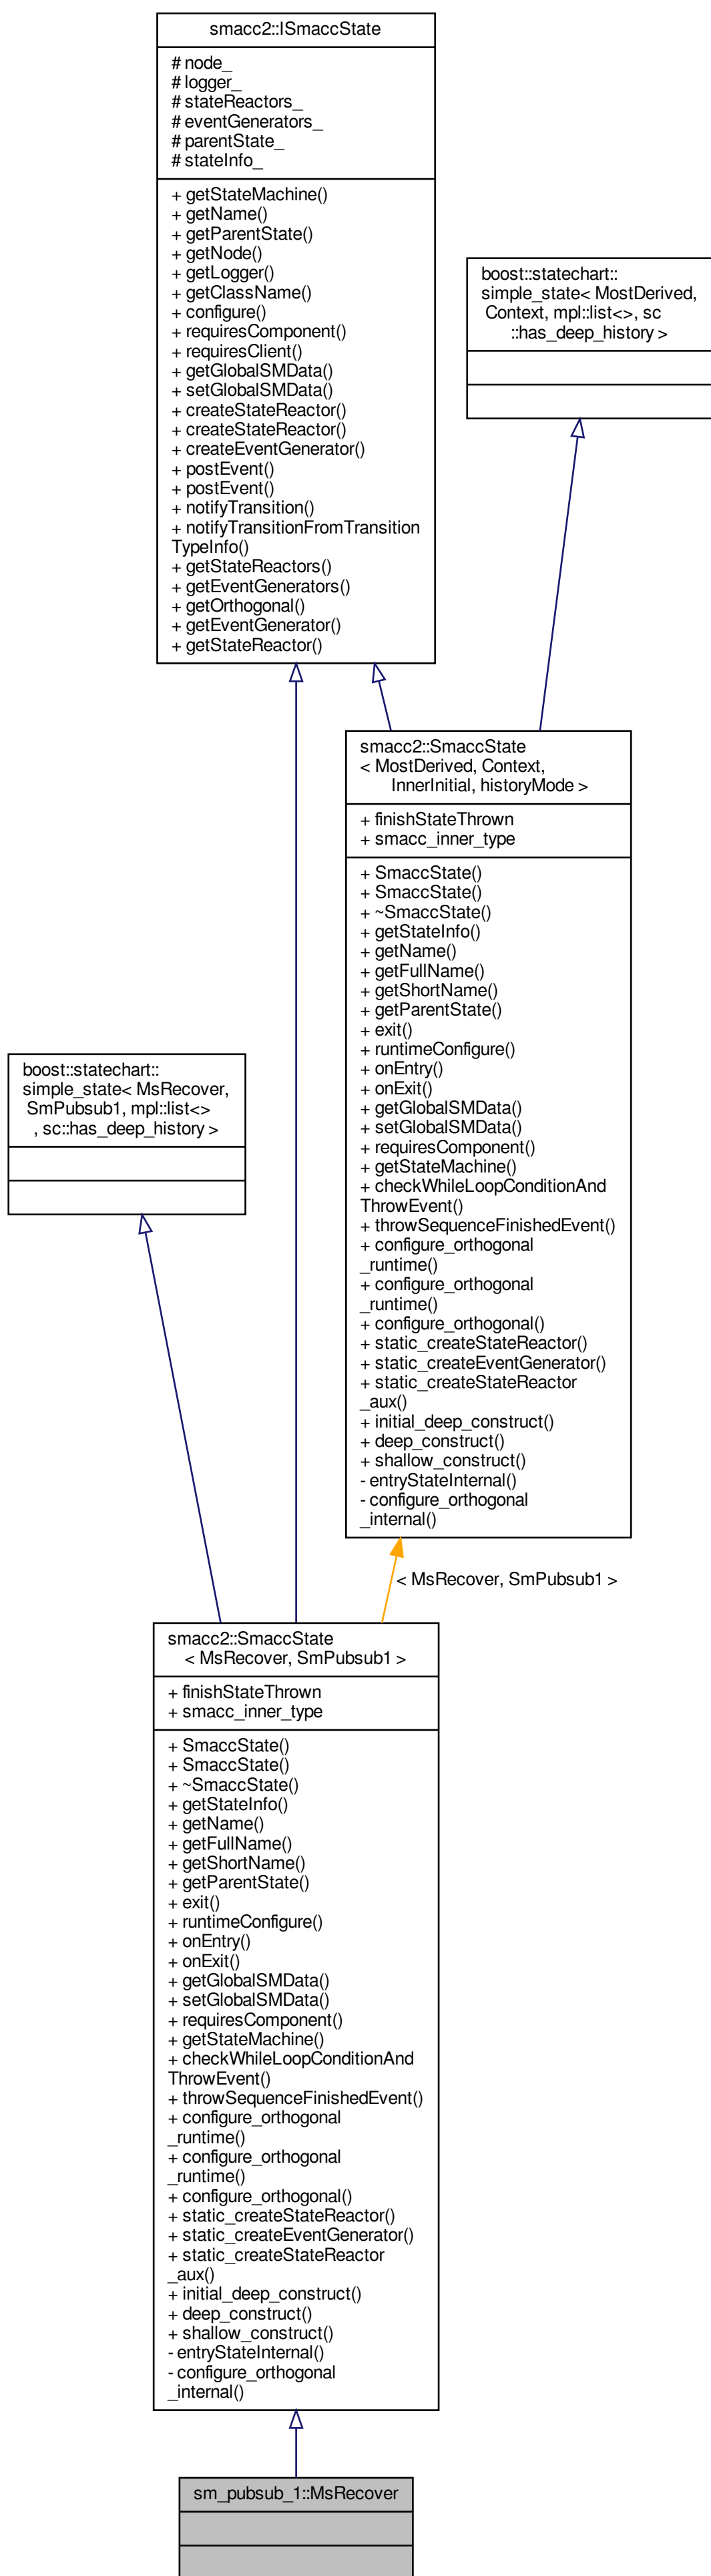 smacc2::ISmaccState
# node_
# logger_
# stateReactors_
# eventGenerators_
# parentState_
# stateInfo_
+ getStateMachine()
+ getName()
+ getParentState()
+ getNode()
+ getLogger()
+ getClassName()
+ configure()
+ requiresComponent()
+ requiresClient()
+ getGlobalSMData()
+ setGlobalSMData()
+ createStateReactor()
+ createStateReactor()
+ createEventGenerator()
+ postEvent()
+ postEvent()
+ notifyTransition()
+ notifyTransitionFromTransition
TypeInfo()
+ getStateReactors()
+ getEventGenerators()
+ getOrthogonal()
+ getEventGenerator()
+ getStateReactor()
boost::statechart::
simple_state< MostDerived,
Context, mpl::list<>, sc
::has_deep_history >
smacc2::SmaccState
< MostDerived, Context,
InnerInitial, historyMode >
+ finishStateThrown
+ smacc_inner_type
+ SmaccState()
+ SmaccState()
+ ~SmaccState()
+ getStateInfo()
+ getName()
+ getFullName()
+ getShortName()
+ getParentState()
+ exit()
+ runtimeConfigure()
+ onEntry()
+ onExit()
+ getGlobalSMData()
+ setGlobalSMData()
+ requiresComponent()
+ getStateMachine()
+ checkWhileLoopConditionAnd
ThrowEvent()
+ throwSequenceFinishedEvent()
+ configure_orthogonal
_runtime()
+ configure_orthogonal
_runtime()
+ configure_orthogonal()
+ static_createStateReactor()
+ static_createEventGenerator()
+ static_createStateReactor
_aux()
+ initial_deep_construct()
+ deep_construct()
+ shallow_construct()
- entryStateInternal()
- configure_orthogonal
_internal()
boost::statechart::
simple_state< MsRecover,
SmPubsub1, mpl::list<>
, sc::has_deep_history >
< MsRecover, SmPubsub1 >
smacc2::SmaccState
< MsRecover, SmPubsub1 >
+ finishStateThrown
+ smacc_inner_type
+ SmaccState()
+ SmaccState()
+ ~SmaccState()
+ getStateInfo()
+ getName()
+ getFullName()
+ getShortName()
+ getParentState()
+ exit()
+ runtimeConfigure()
+ onEntry()
+ onExit()
+ getGlobalSMData()
+ setGlobalSMData()
+ requiresComponent()
+ getStateMachine()
+ checkWhileLoopConditionAnd
ThrowEvent()
+ throwSequenceFinishedEvent()
+ configure_orthogonal
_runtime()
+ configure_orthogonal
_runtime()
+ configure_orthogonal()
+ static_createStateReactor()
+ static_createEventGenerator()
+ static_createStateReactor
_aux()
+ initial_deep_construct()
+ deep_construct()
+ shallow_construct()
- entryStateInternal()
- configure_orthogonal
_internal()
sm_pubsub_1::MsRecover